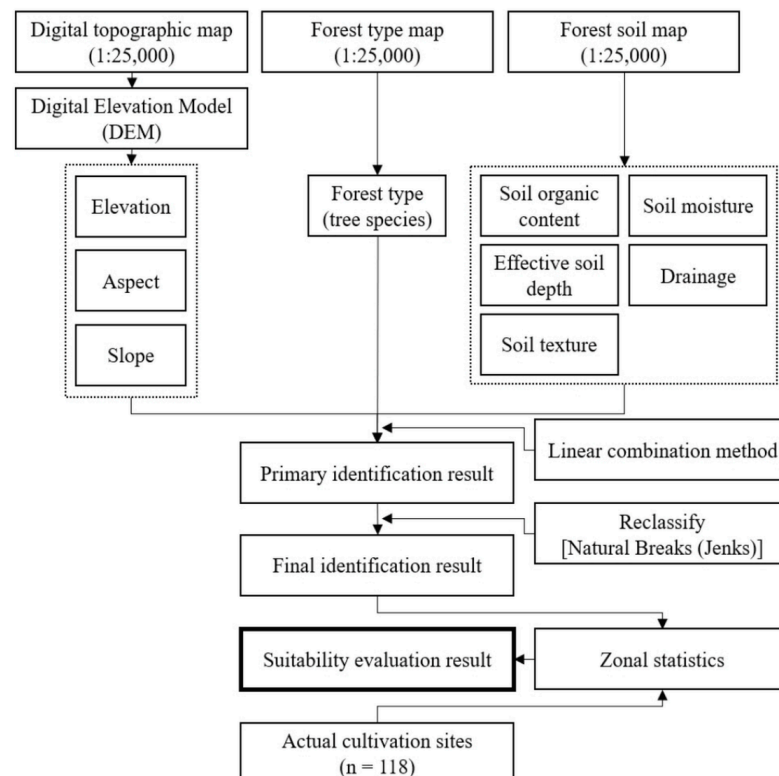 Digital topographic map
(1:25,000)
Forest type map
(1:25,000)
Forest soil map
(1:25,000)
Digital Elevation Model
(DEM)
Elevation
Aspect
Slope
Forest type
(tree species)
Soil organic
content
Soil moisture
Effective soil
depth
Drainage
Soil texture
Linear combination method
Primary identification result
Reclassify
[Natural Breaks (Jenks)]
Final identification result
Suitability evaluation result
Zonal statistics
Actual cultivation sites
(n = 118)